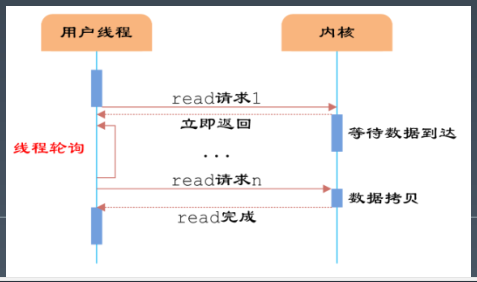 用户线程
内核
read请求1
立即返回
等待数据到达
线程轮询
...
read请求n
数据拷贝
read完成